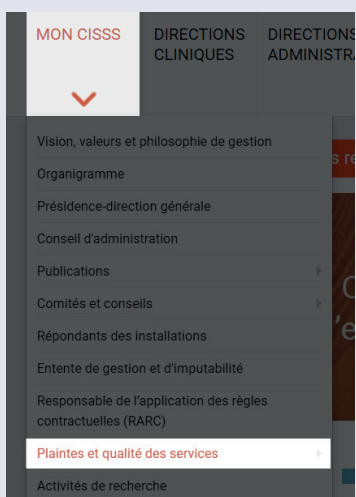 MON CISSS
DIRECTIONS
CLINIQUES
DIRECTIONS
ADMINISTR
Vision, valeurs et philosophie de gestion
Organigramme
Présidence-direction générale
Conseil d'administration
Publications
Comités et conseils
Répondants des installations
Entente de gestion et d'imputabilité
Responsable de l'application des règles
contractuelles (RARC)
Plaintes et qualité des services
Activités de recherche
s ré
C
'e